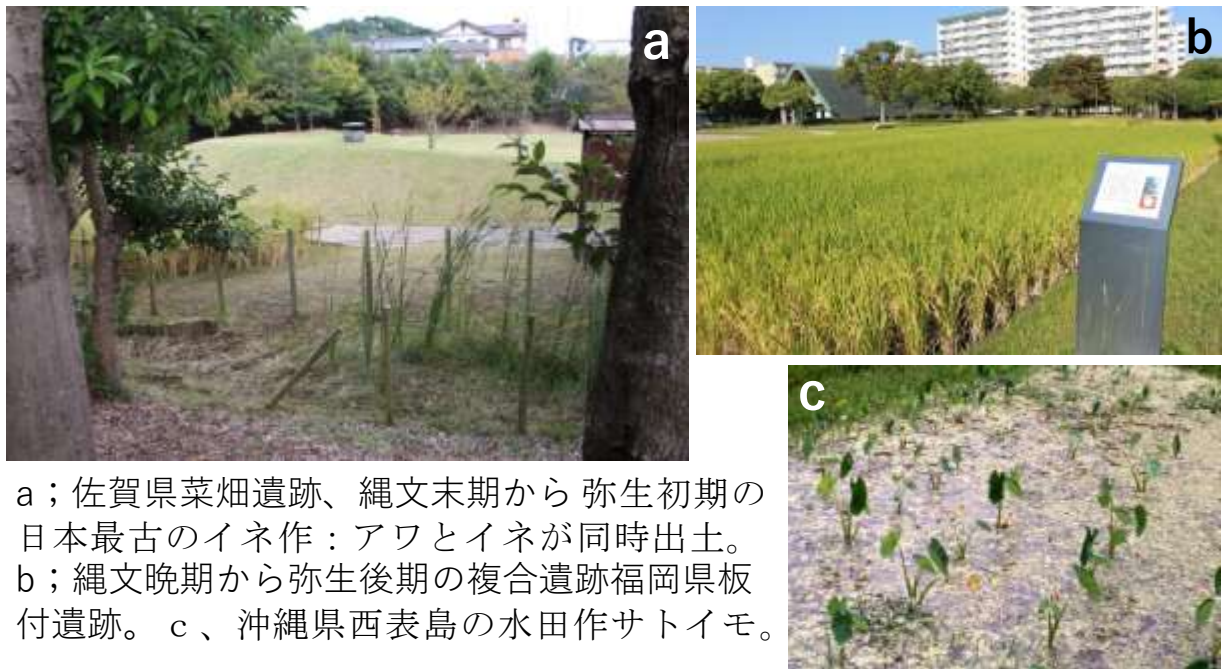 a
b
c
a；佐賀県菜畑遺跡、縄文末期から 弥生初期の
日本最古のイネ作：アワとイネが同時出土。
b；縄文晩期から弥生後期の複合遺跡福岡県板
付遺跡。 c 、沖縄県西表島の水田作サトイモ。